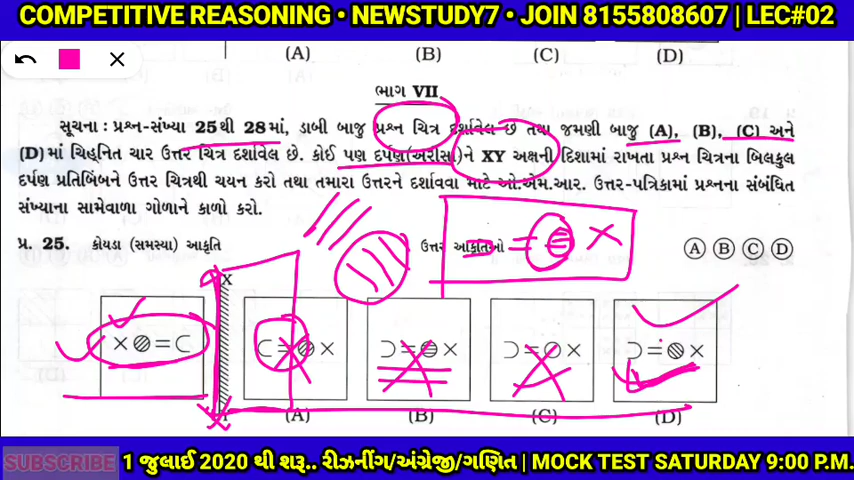 COMPETITIVE REASONING • NEWSTUDY7 • JOIN 8155808607 | LEC#02
(A) (B) (C) (D)
ભાગ VII
સૂચના : પ્રશ્ન-સંખ્યા 25થી 28માં, ડાબી બાજુ પ્રશ્ન ચિત્ર દર્શાવેલ છે તથા જમણી બાજુ (A), (B), (C) અને
(D)માં ચિહ્નિત ચાર ઉત્તર ચિત્ર દર્શાવેલ છે. કોઈ પણ દર્પણ(અરીસા)ને XY અક્ષની દિશામાં રાખતા પ્રશ્ન ચિત્રના બિલકુલ
દર્પણ પ્રતિબિંબને ઉત્તર ચિત્રથી ચયન કરો તથા તમારા ઉત્તરને દર્શાવવા માટે ઓ.એમ.આર. ઉત્તર-પત્રિકામાં પ્રશ્નના સંબંધિત
સંખ્યાના સામેવાળા ગોળાને કાળો કરો.
પ્ર. 25. કોયડા (સમસ્યા) આકૃતિ ઉત્તર આકૃતિઓ A B C D
X
× = C
(A) (B) (C) (D)
SUBSCRIBE 1 જુલાઈ 2020 થી શરૂ.. રીઝનીંગ/અંગ્રેજી/ગણિત | MOCK TEST SATURDAY 9:00 P.M.